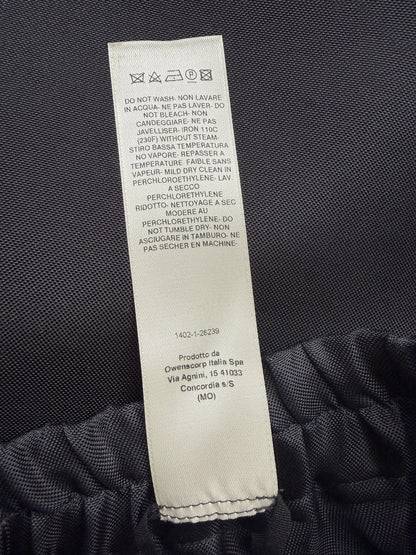 DO NOT WASH- NON LAVARE
IN ACQUA- NE PAS LAVER- DO
NOT BLEACH- NON
CANDEGGIARE- NE PAS
JAVELLISER- IRON 110C
(230F) WITHOUT STEAM-
STIRO BASSA TEMPERATURA
NO VAPORE- REPASSER A
TEMPERATURE FAIBLE SANS
VAPEUR- MILD DRY CLEAN IN
PERCHLOROETHYLENE- LAV.
A SECCO
PERCHLOROETHYLENE
RIDOTTO- NETTOYAGE A SEC
MODERE AU
PERCHLOROETHYLENE- DO
NOT TUMBLE DRY- NON
ASCIUGARE IN TAMBURO- NE
PAS SECHER EN MACHINE-
1402-1-26239
Prodotto da
Owenscorp Italia Spa
Via Agnini, 15 41033
Concordia s/S
(MO)